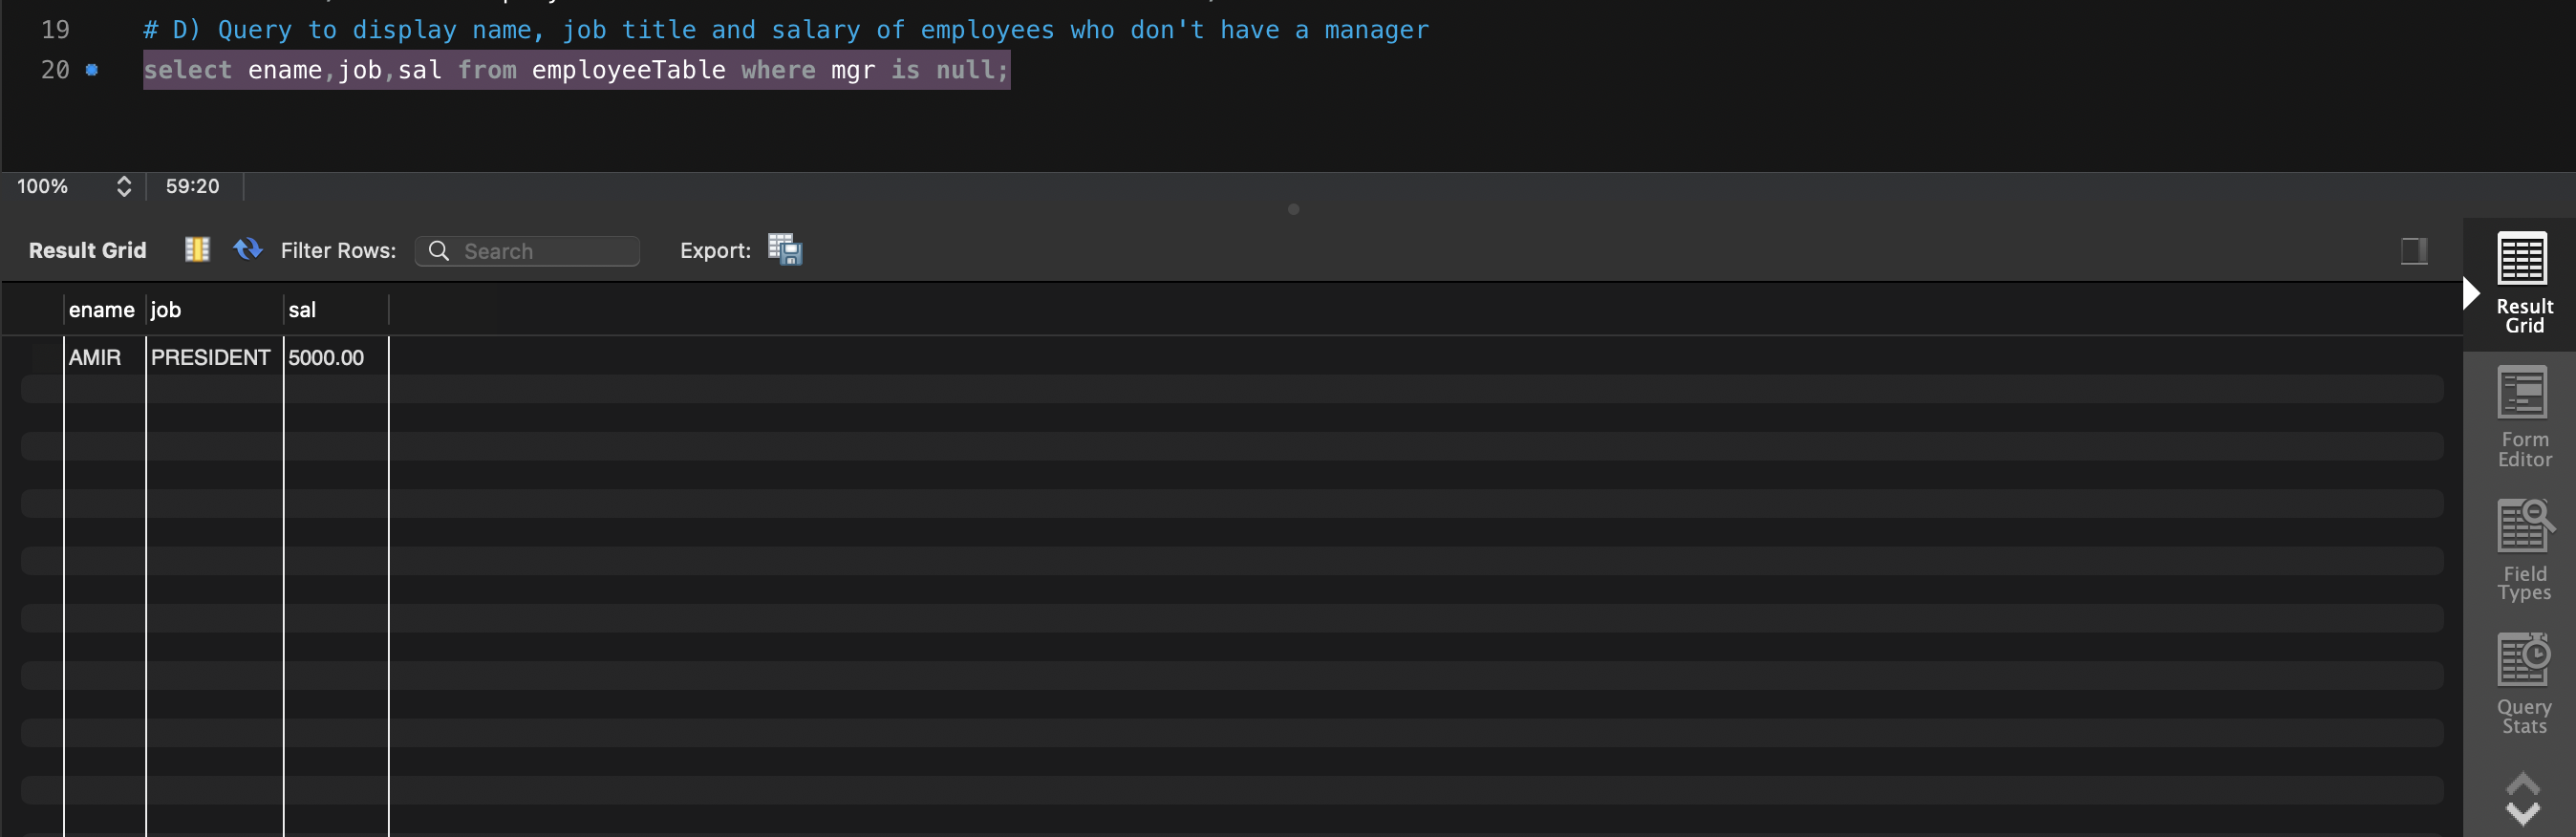 19 # D) Query to display name, job title and salary of employees who don't have a manager
20 select ename,job,sal from employeeTable where mgr is null;
100% 59:20
Result Grid Filter Rows: Search Export:
ename job sal
AMIR PRESIDENT 5000.00
Result
Grid
Form
Editor
Field
Types
Query
Stats